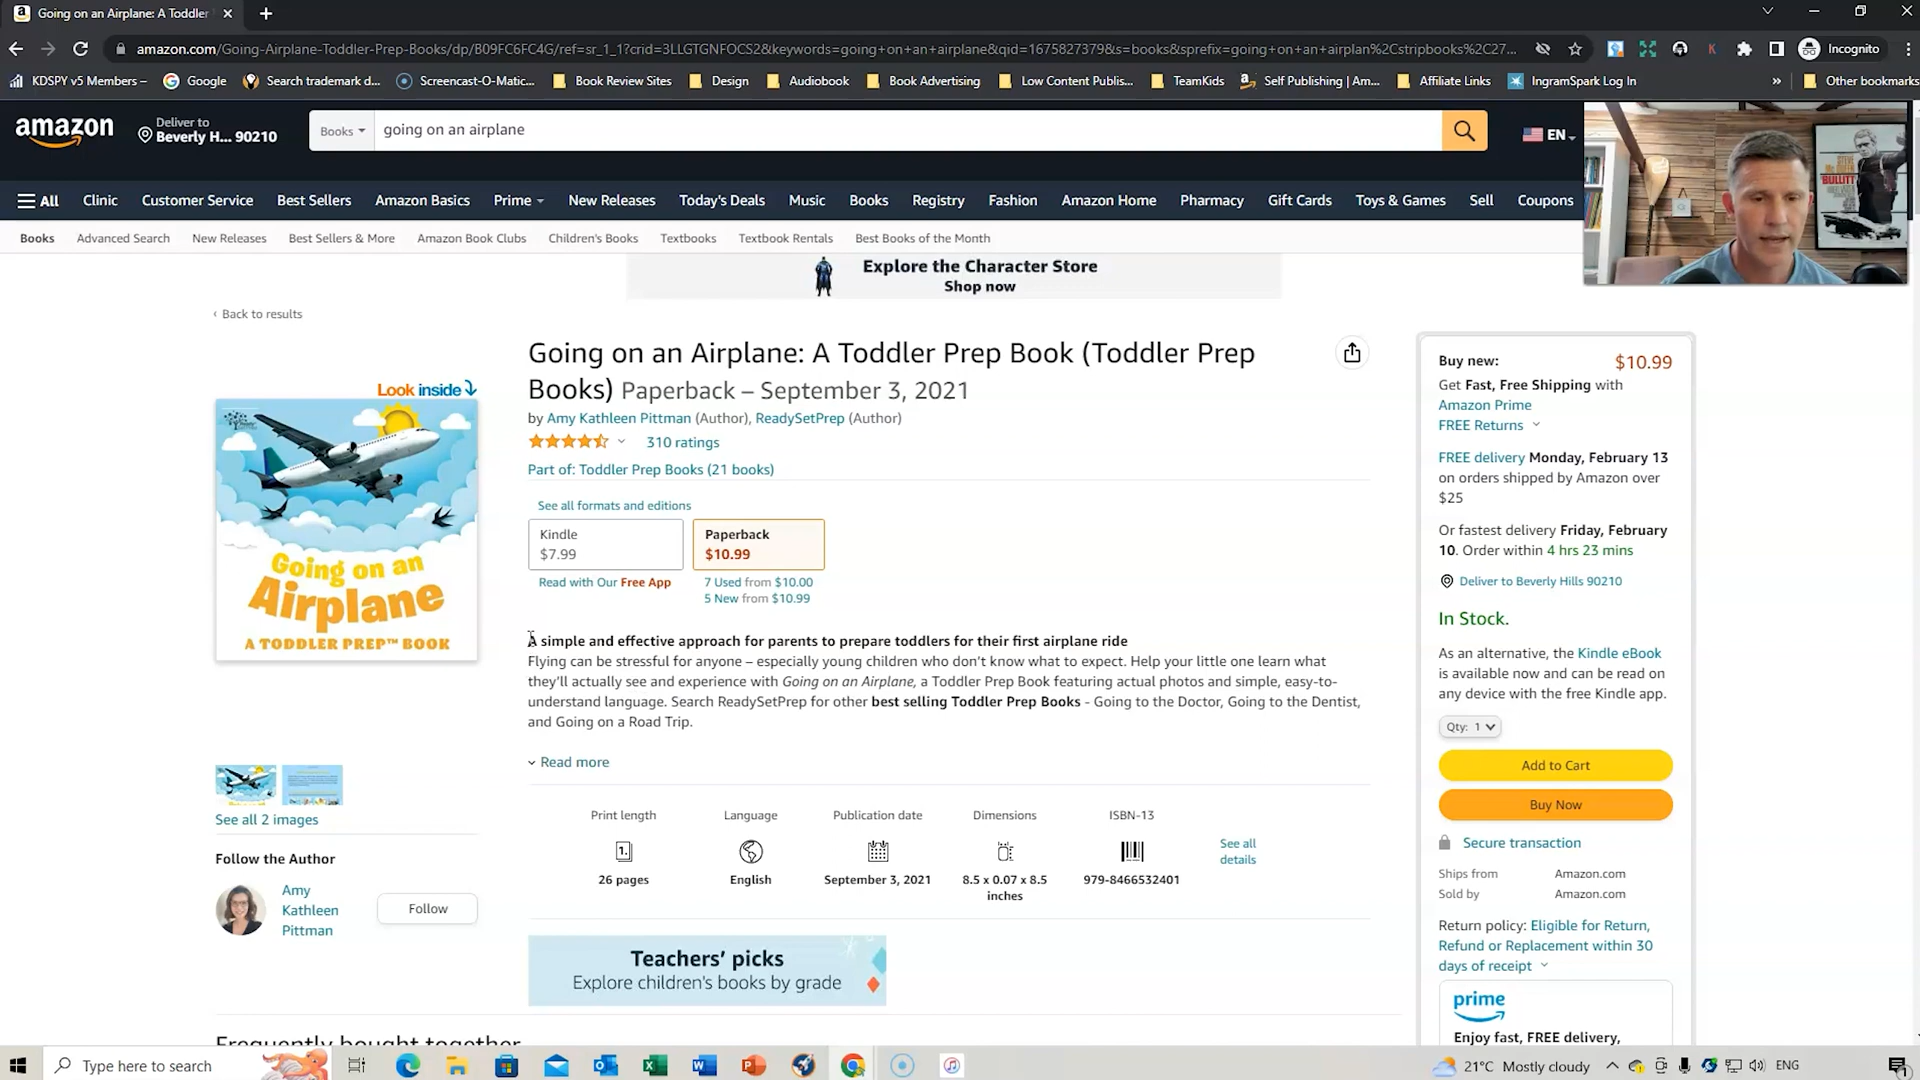 Going on an Airplane: A Toddler
amazon.com/Going-Airplane-Toddler-Prep-Books/dp/B09FC6FC4G/ref=sr_1_1?crid=3LLGTGNFOCS2&keywords=going+on+an+airplane&qid=1675827379&s=books&sprefix=going+on+an+airplan%2Cstripbooks%2C27...
Incognito
KDSPY v5 Members –
Google
Search trademark d...
Screencast-O-Matic...
Book Review Sites
Design
Audiobook
Book Advertising
Low Content Publis...
TeamKids
Self Publishing | Am...
Affiliate Links
IngramSpark Log In
»
Other bookmarks
amazon
Deliver to
Beverly H... 90210
Books
going on an airplane
EN
All
Clinic
Customer Service
Best Sellers
Amazon Basics
Prime
New Releases
Today's Deals
Music
Books
Registry
Fashion
Amazon Home
Pharmacy
Gift Cards
Toys & Games
Sell
Coupons
BULLITT
Books
Advanced Search
New Releases
Best Sellers & More
Amazon Book Clubs
Children's Books
Textbooks
Textbook Rentals
Best Books of the Month
Explore the Character Store
Shop now
‹ Back to results
Look inside
Going on an
Airplane
A TODDLER PREP™ BOOK
See all 2 images
Follow the Author
Amy
Kathleen
Pittman
Follow
Going on an Airplane: A Toddler Prep Book (Toddler Prep
Books) Paperback – September 3, 2021
by Amy Kathleen Pittman (Author), ReadySetPrep (Author)
310 ratings
Part of: Toddler Prep Books (21 books)
See all formats and editions
Kindle
$7.99
Paperback
$10.99
Read with Our Free App
7 Used from $10.00
5 New from $10.99
A simple and effective approach for parents to prepare toddlers for their first airplane ride
Flying can be stressful for anyone – especially young children who don't know what to expect. Help your little one learn what
they'll actually see and experience with Going on an Airplane, a Toddler Prep Book featuring actual photos and simple, easy-to-
understand language. Search ReadySetPrep for other best selling Toddler Prep Books - Going to the Doctor, Going to the Dentist,
and Going on a Road Trip.
Read more
Print length
26 pages
Language
English
Publication date
September 3, 2021
Dimensions
8.5 x 0.07 x 8.5
inches
ISBN-13
979-8466532401
See all
details
Teachers' picks
Explore children's books by grade
Frequently bought together
Buy new:
$10.99
Get Fast, Free Shipping with
Amazon Prime
FREE Returns
FREE delivery Monday, February 13
on orders shipped by Amazon over
$25
Or fastest delivery Friday, February
10. Order within 4 hrs 23 mins
Deliver to Beverly Hills 90210
In Stock.
As an alternative, the Kindle eBook
is available now and can be read on
any device with the free Kindle app.
Qty: 1
Add to Cart
Buy Now
Secure transaction
Ships from Amazon.com
Sold by Amazon.com
Return policy: Eligible for Return,
Refund or Replacement within 30
days of receipt
prime
Enjoy fast, FREE delivery,
Type here to search
21°C Mostly cloudy
ENG